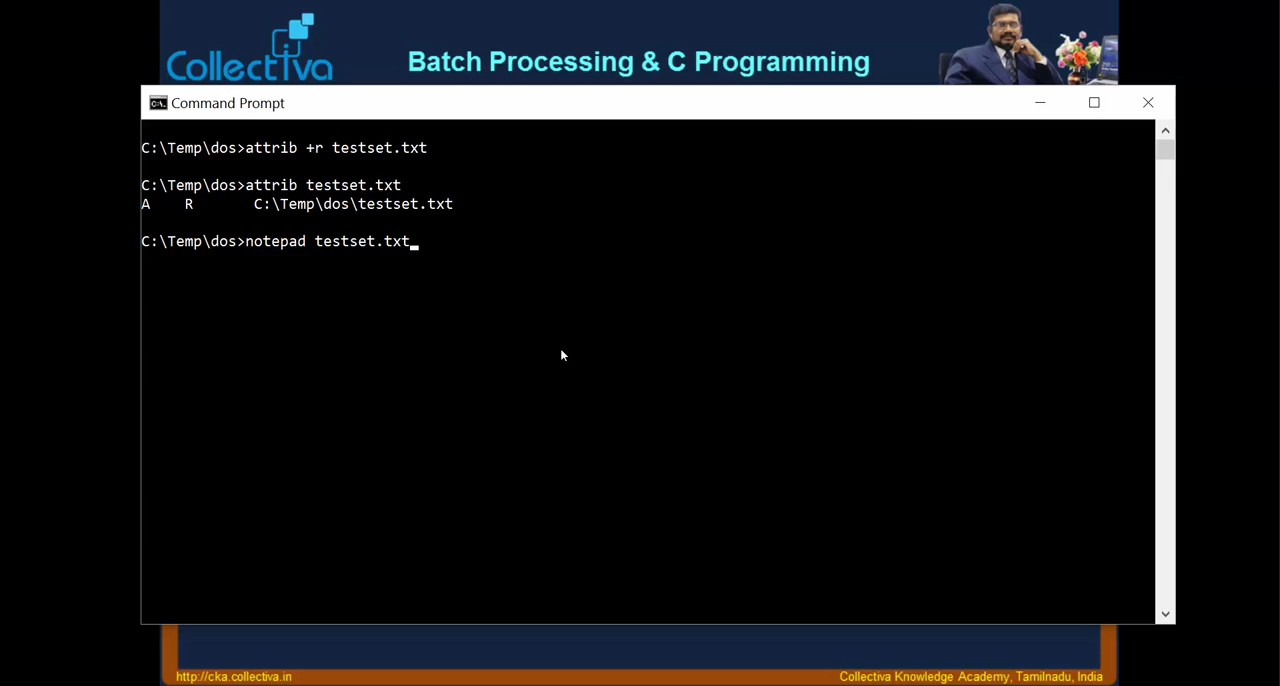 Collectiva
Batch Processing & C Programming
Command Prompt
C:\Temp\dos>attrib +r testset.txt
C:\Temp\dos>attrib testset.txt
A    R       C:\Temp\dos\testset.txt
C:\Temp\dos>notepad testset.txt
http://cka.collectiva.in
Collectiva Knowledge Academy, Tamilnadu, India